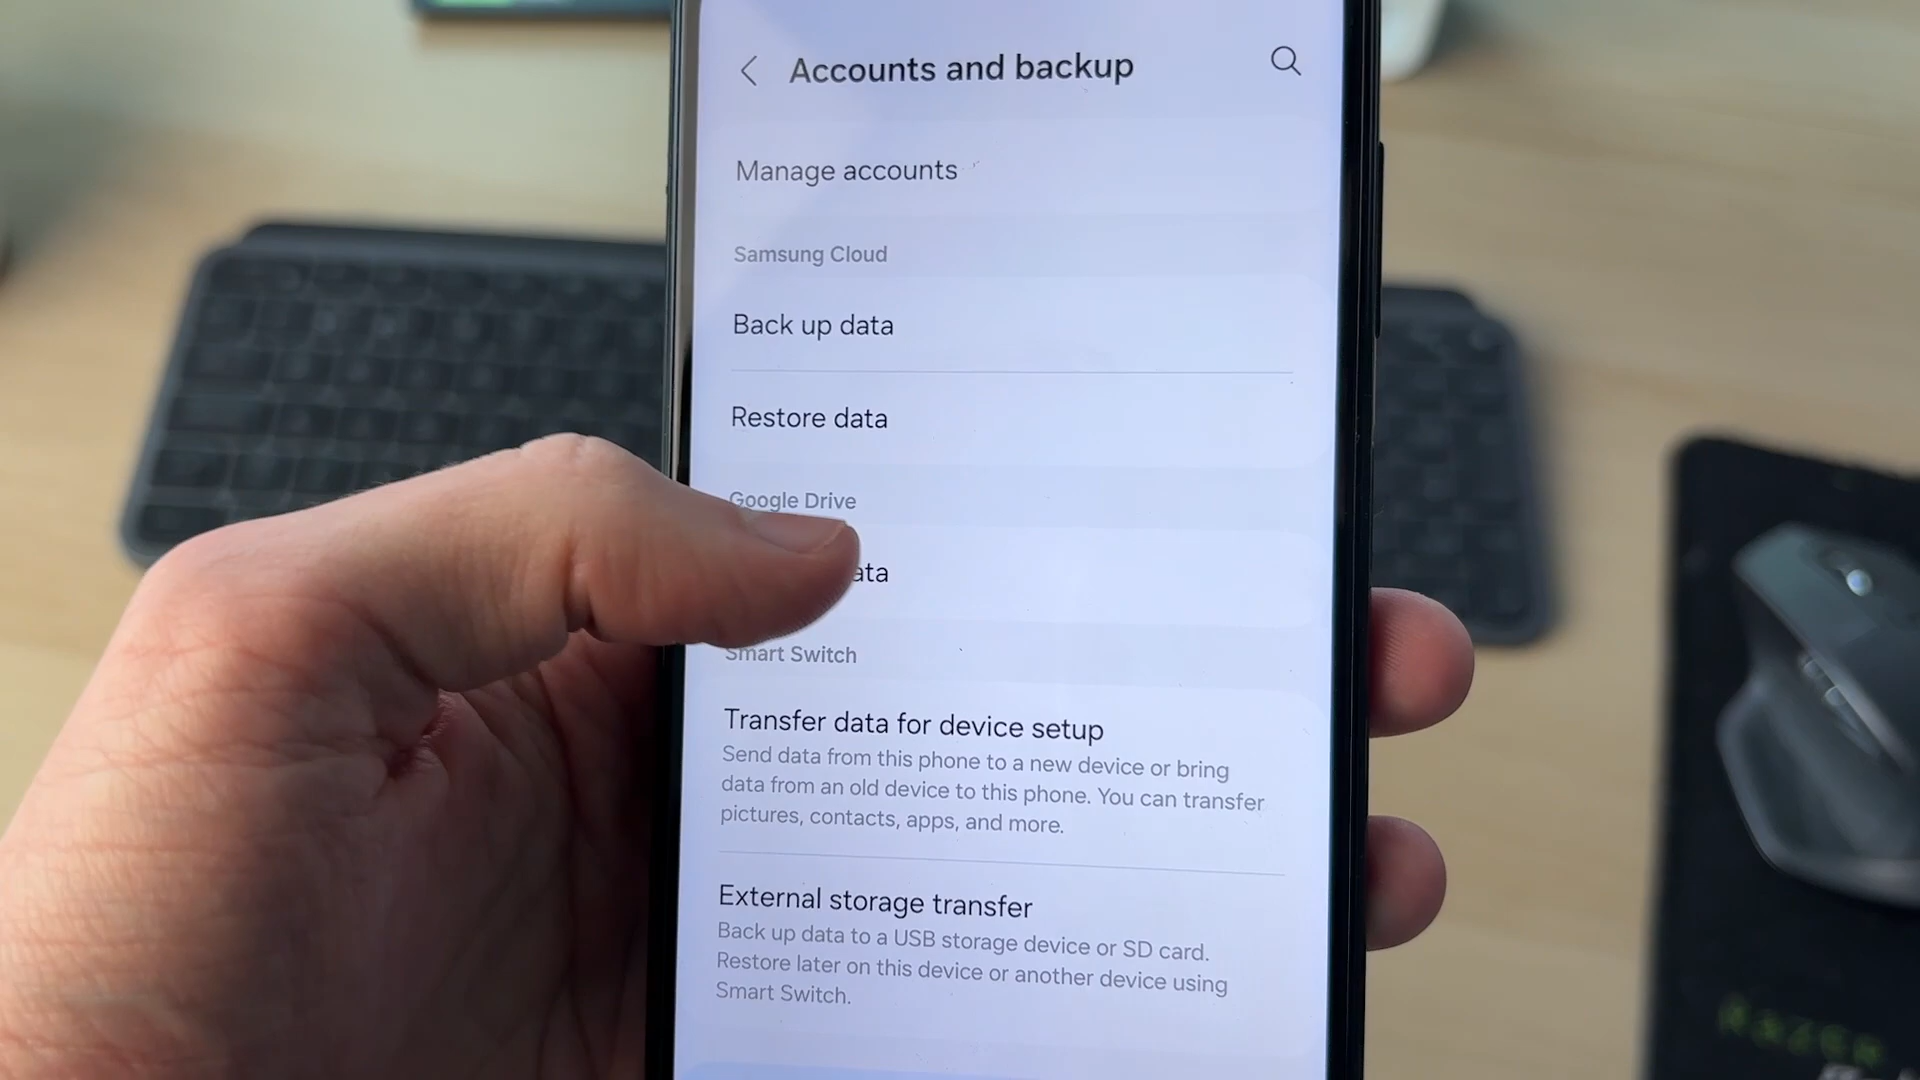 Accounts and backup
Manage accounts
Samsung Cloud
Back up data
Restore data
Google Drive
ata
Smart Switch
Transfer data for device setup
Send data from this phone to a new device or bring
data from an old device to this phone. You can transfer
pictures, contacts, apps, and more.
External storage transfer
Back up data to a USB storage device or SD card.
Restore later on this device or another device using
Smart Switch.
RAZER